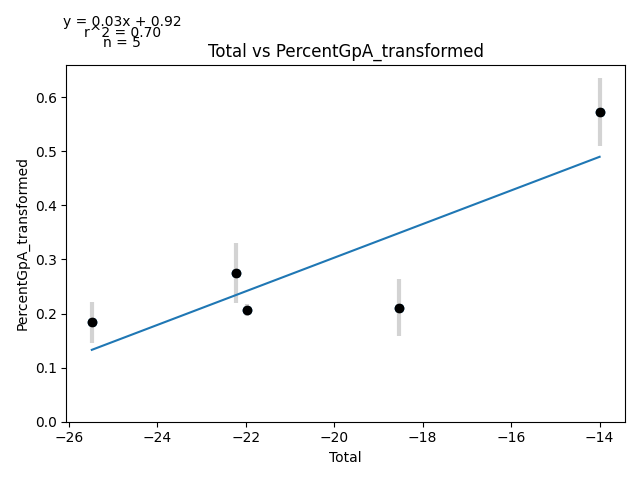 y = 0.03x + 0.92
r^2 = 0.70
n = 5
Total vs PercentGpA_transformed
PercentGpA_transformed
0.6
0.5
0.4
0.3
0.2
0.1
0.0
−26
−24
−22
−20
−18
−16
−14
Total